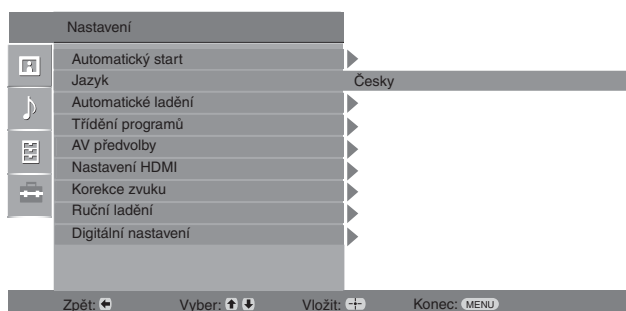 Nastavení
Automatický start
Jazyk Česky
Automatické ladění
Třídění programů
AV předvolby
Nastavení HDMI
Korekce zvuku
Ruční ladění
Digitální nastavení
Zpět: Vyber: Vložit: Konec: MENU